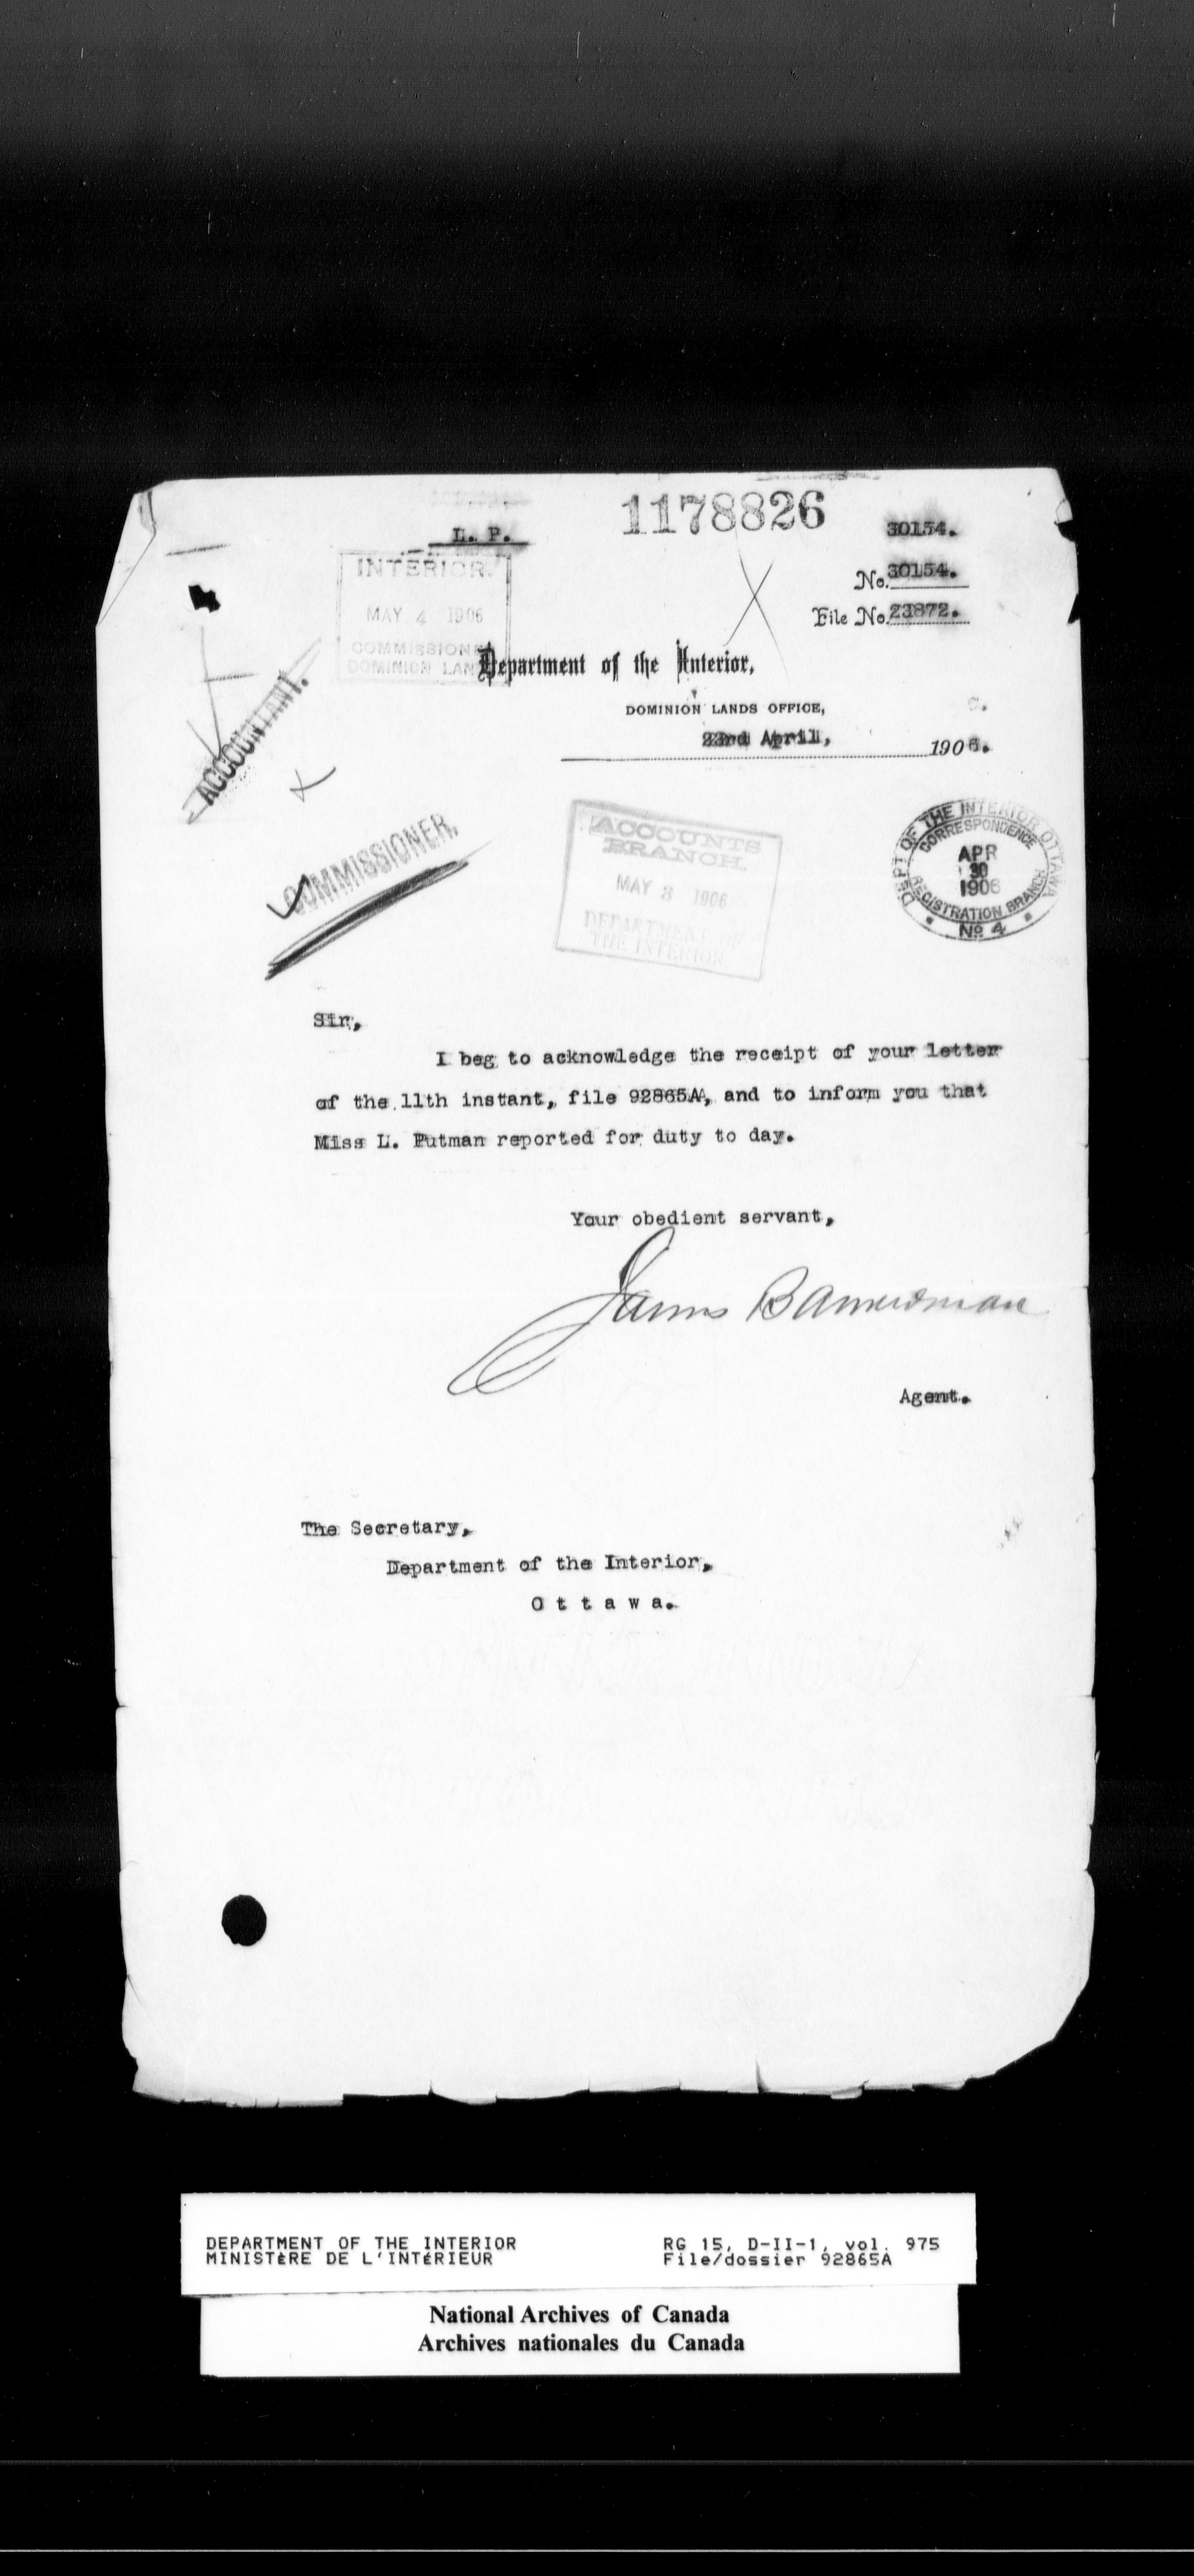 1178826
L. P.
30154.
No. 30154.
File No. 23872.
INTERIOR.
MAY 4 1906
COMMISSIONER
DOMINION LAN
Department of the Interior,
DOMINION LANDS OFFICE,
23rd April, 1906.
ACCOUNTANT.
COMMISSIONER.
ACCOUNTS
BRANCH.
MAY 3 1906
DEPARTMENT OF
THE INTERIOR.
DEPT OF THE INTERIOR OTTAWA
CORRESPONDENCE
APR
30
1906
REGISTRATION BRANCH
No 4
Sir,
I beg to acknowledge the receipt of your letter
of the 11th instant, file 92865AA, and to inform you that
Miss L. Putman reported for duty to day.
Your obedient servant,
James Bannerman
Agent.
The Secretary,
Department of the Interior,
O t t a w a.
DEPARTMENT OF THE INTERIOR
MINISTÈRE DE L'INTÉRIEUR
RG 15, D-II-1, vol. 975
File/dossier 92865A
National Archives of Canada
Archives nationales du Canada